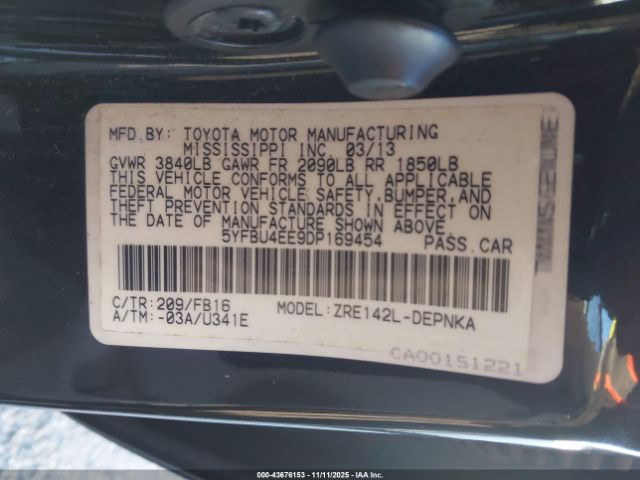 MFD.BY: TOYOTA MOTOR MANUFACTURING
MISSISSIPPI INC. 03/13
GVWR 3840LB GAWR FR 2090LB RR 1850LB
THIS VEHICLE CONFORMS TO ALL APPLICABLE
FEDERAL MOTOR VEHICLE SAFETY,BUMPER,AND
THEFT PREVENTION STANDARDS IN EFFECT ON
THE DATE OF MANUFACTURE SHOWN ABOVE.
5YFBU4EE9DP169454 PASS.CAR
C/TR:209/FB16 MODEL:ZRE142L-DEPNKA
A/TM:-03A/U341E
CA00151221
000-43676153 - 11/11/2025 - IAAI.CA